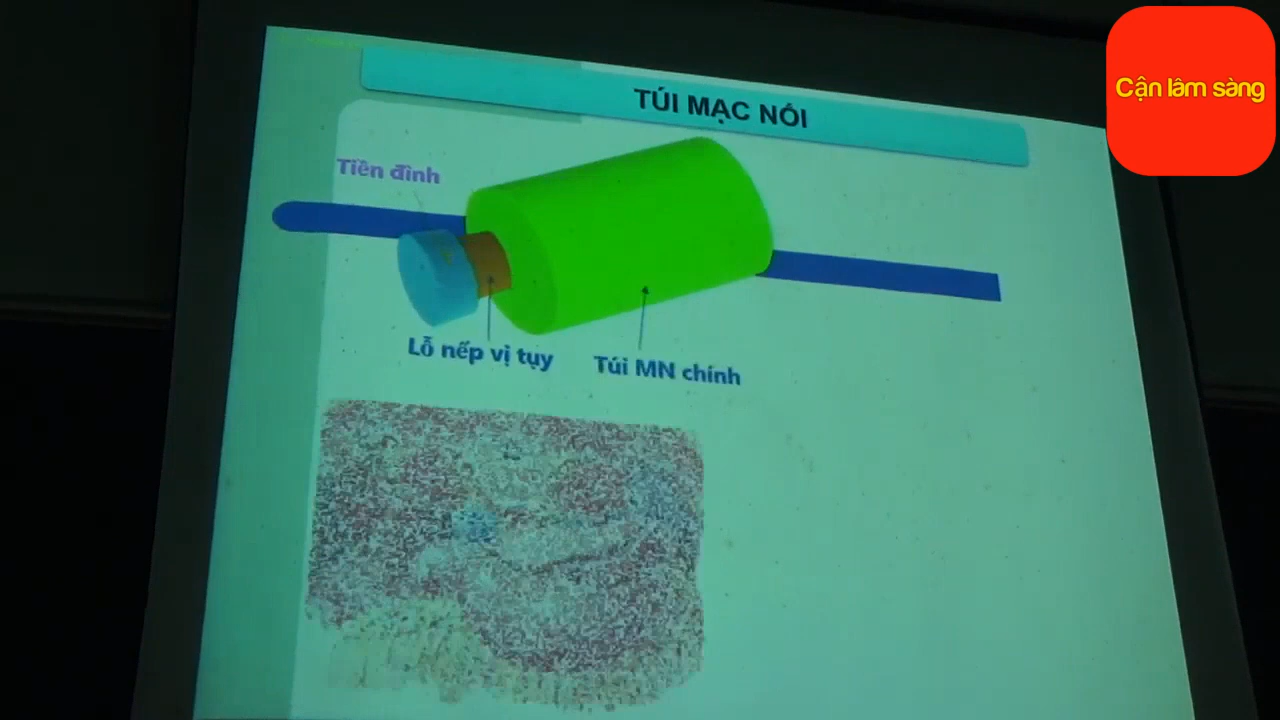 Cận lâm sàng
TÚI MẠC NỐI
Tiền đình
Lỗ nếp vị tụy
Túi MN chính